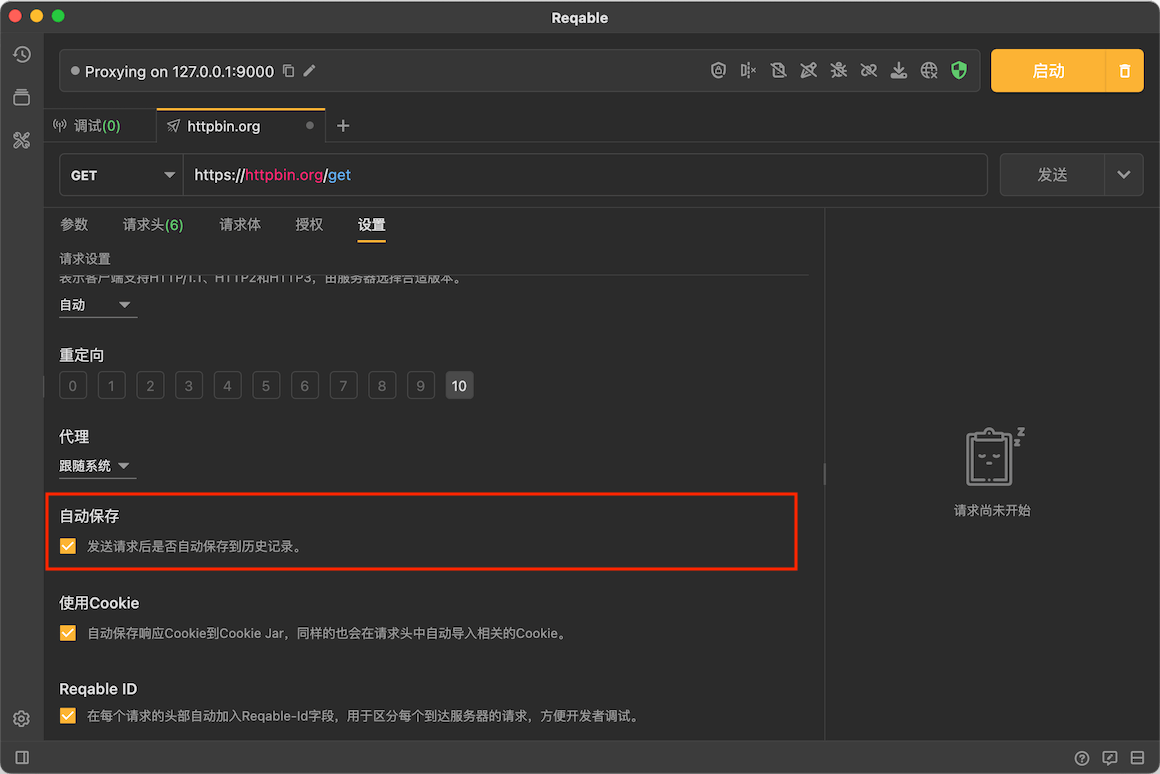 Reqable
Proxying on 127.0.0.1:9000
启动
调试(0)
httpbin.org
GET
https://httpbin.org/get
发送
参数
请求头(6)
请求体
授权
设置
请求设置
表示客户端支持HTTP/1.1、HTTP2和HTTP3，由服务器选择合适版本。
自动
重定向
0 1 2 3 4 5 6 7 8 9 10
代理
跟随系统
自动保存
发送请求后是否自动保存到历史记录。
使用Cookie
自动保存响应Cookie到Cookie Jar，同样的也会在请求头中自动导入相关的Cookie。
Reqable ID
在每个请求的头部自动加入Reqable-Id字段，用于区分每个到达服务器的请求，方便开发者调试。
请求尚未开始